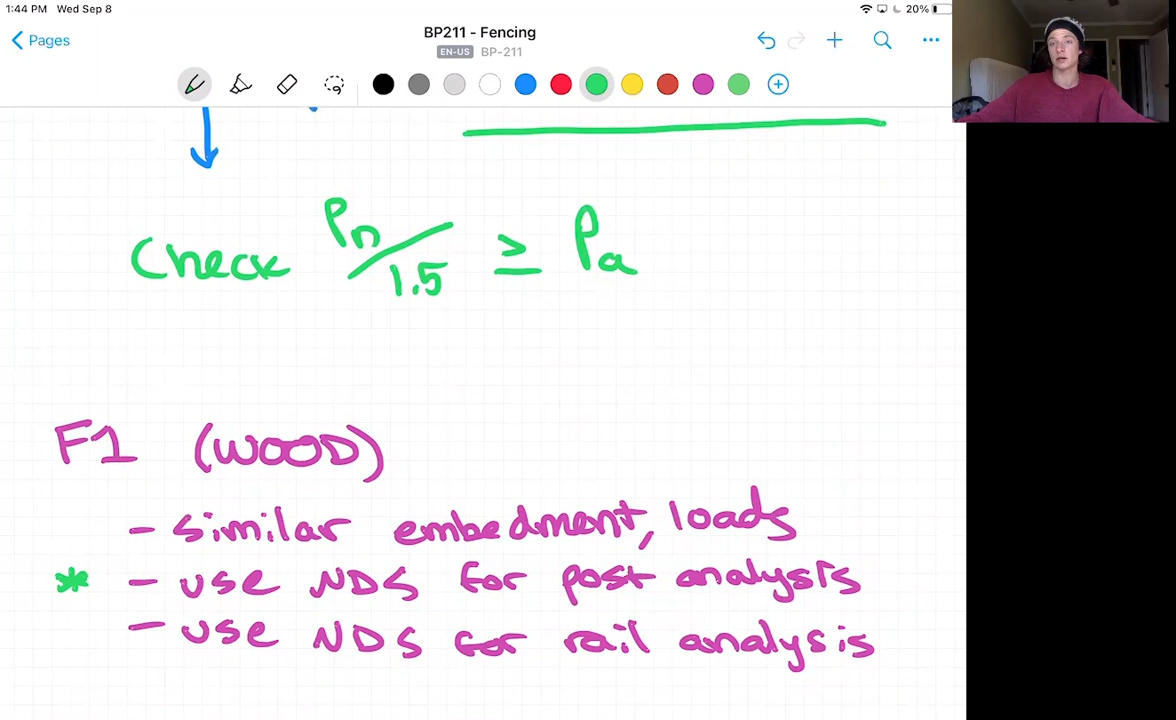 1:44 PM Wed Sep 8
20%
Pages
BP211 - Fencing
EN-US BP-211
Check Pn/1.5 ≥ Pa
F1 (WOOD)
- similar embedment, loads
* - use NDS for post analysis
- use NDS for rail analysis